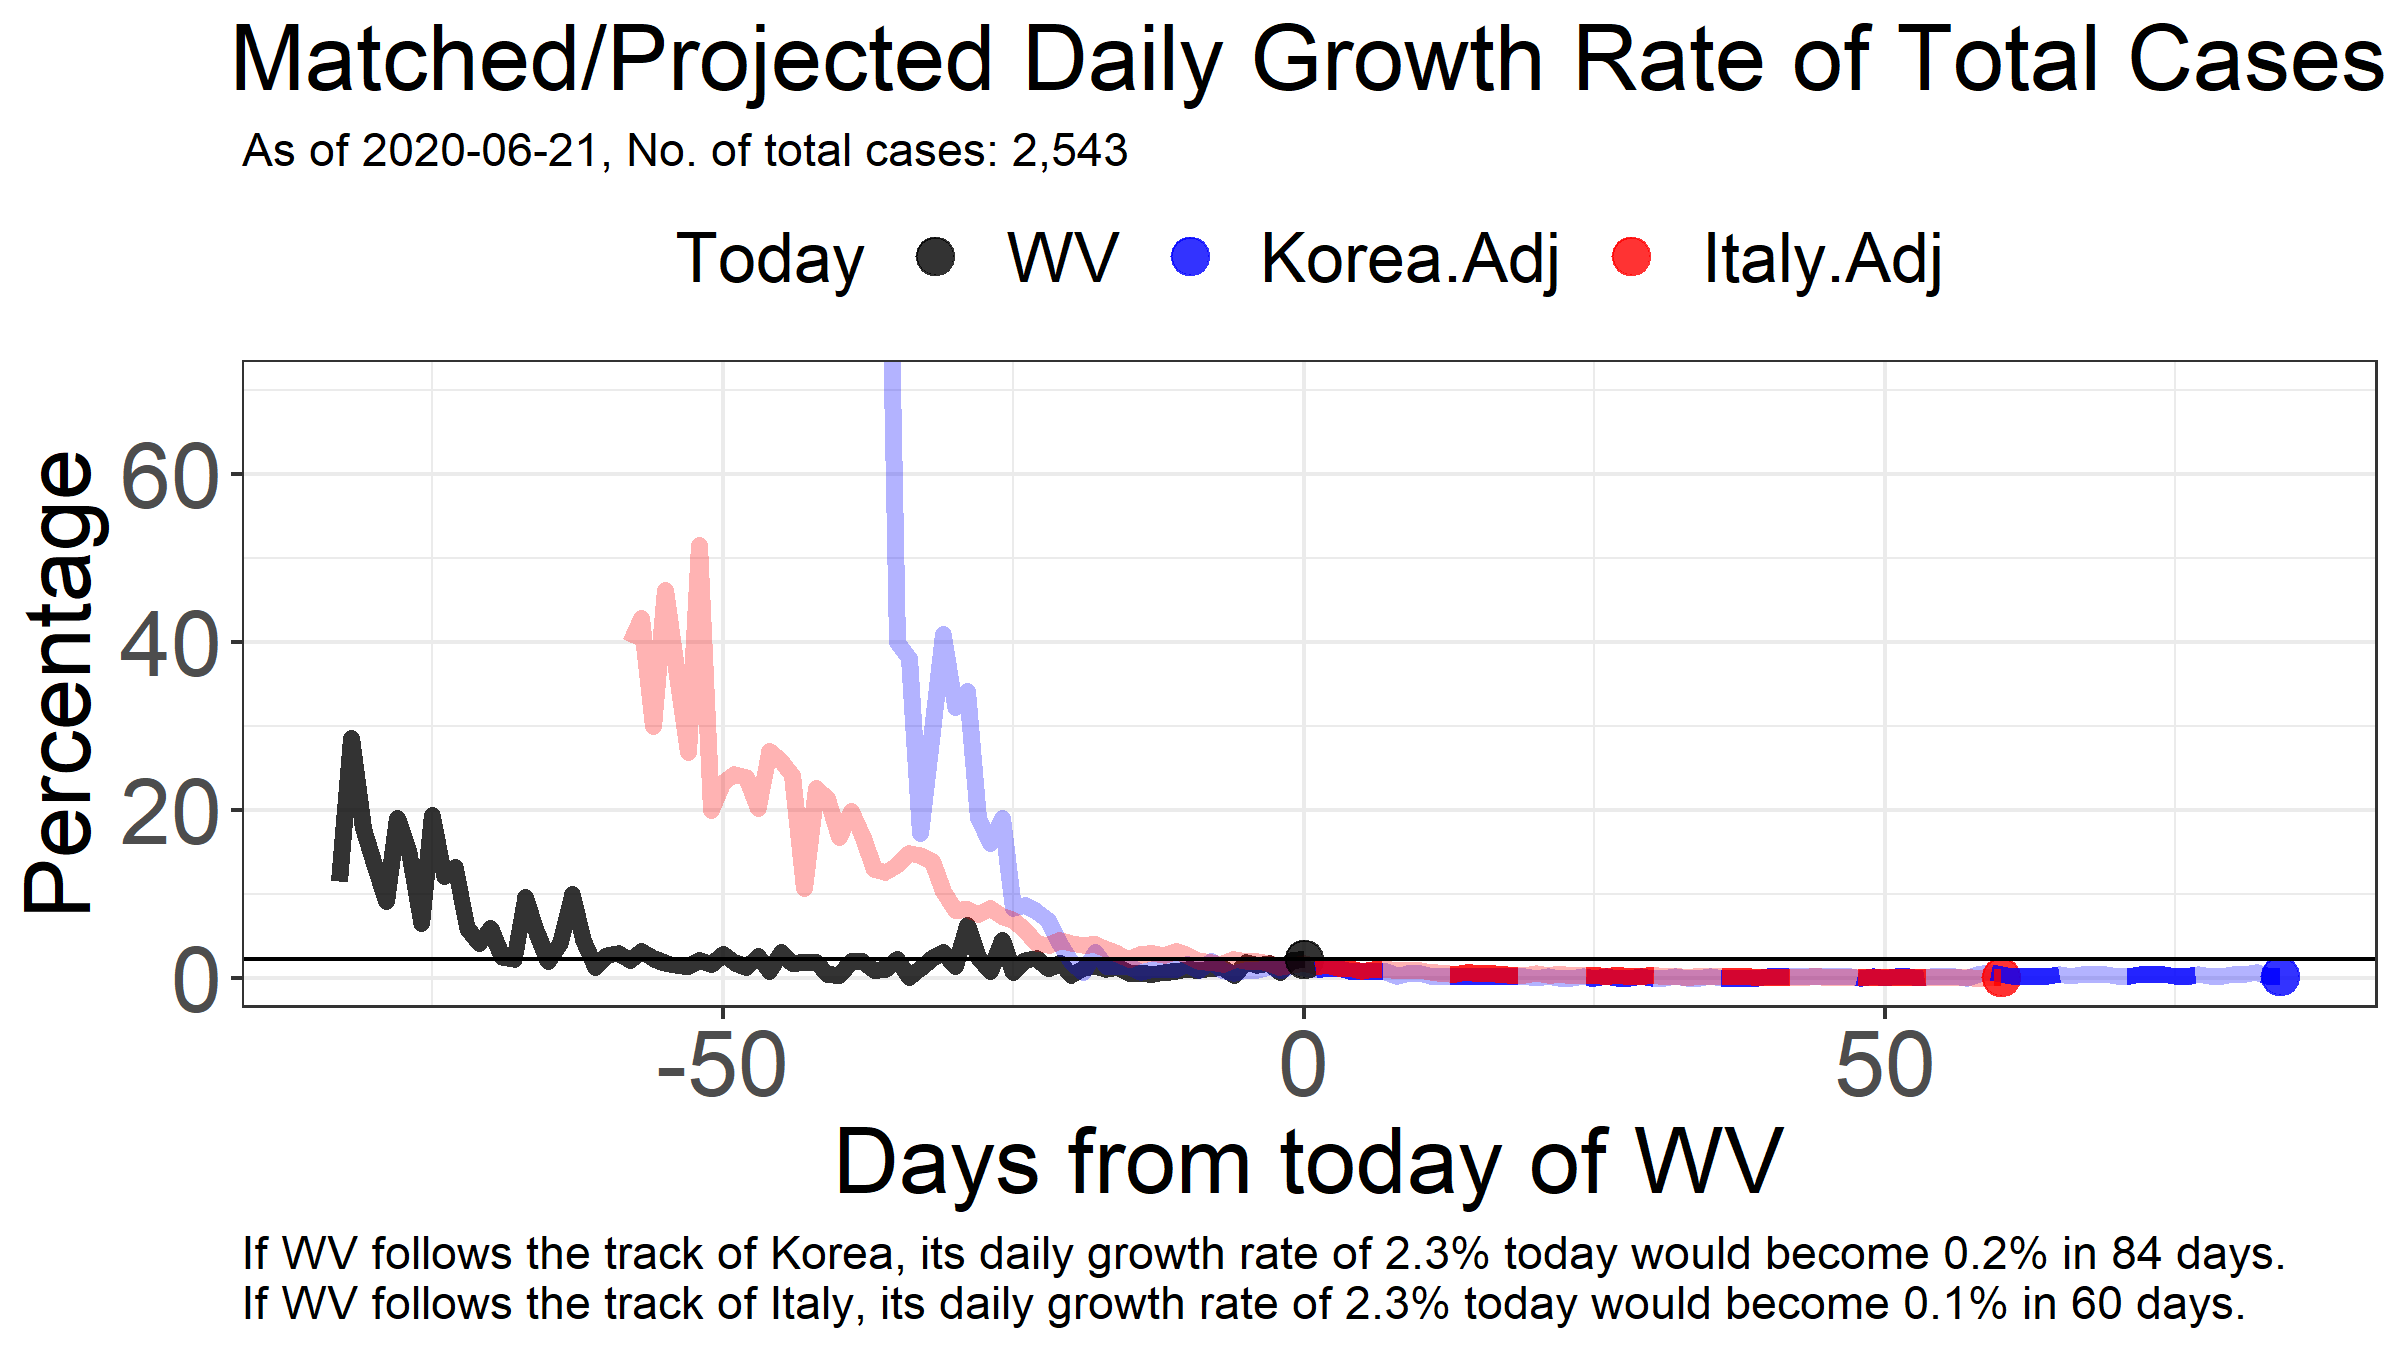 Matched/Projected Daily Growth Rate of Total Cases
As of 2020-06-21, No. of total cases: 2,543
Today WV Korea.Adj Italy.Adj
Percentage
60
40
20
0
-50 0 50
Days from today of WV
If WV follows the track of Korea, its daily growth rate of 2.3% today would become 0.2% in 84 days.
If WV follows the track of Italy, its daily growth rate of 2.3% today would become 0.1% in 60 days.